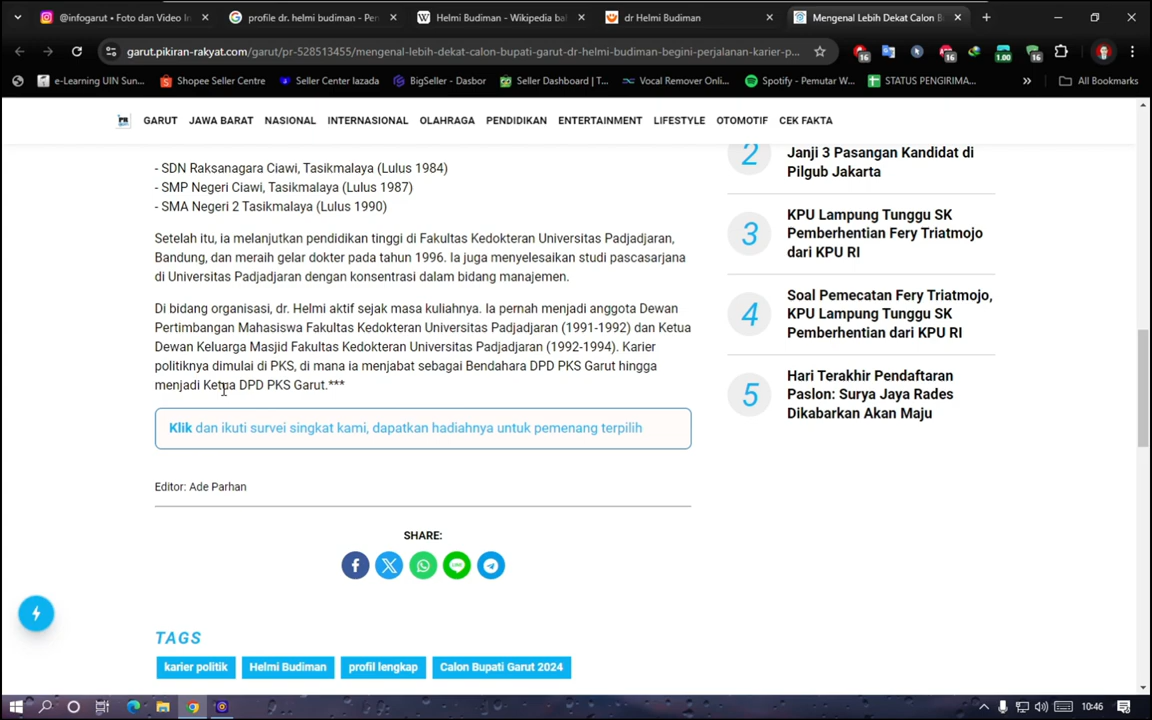 @infogarut • Foto dan Video In
profile dr. helmi budiman - Pen
Helmi Budiman - Wikipedia bah
dr Helmi Budiman
Mengenal Lebih Dekat Calon B
garut.pikiran-rakyat.com/garut/pr-528513455/mengenal-lebih-dekat-calon-bupati-garut-dr-helmi-budiman-begini-perjalanan-karier-p...
16
16
1.00
16
e-Learning UIN Sun...
Shopee Seller Centre
Seller Center lazada
BigSeller - Dasbor
Seller Dashboard | T...
Vocal Remover Onli...
Spotify - Pemutar W...
STATUS PENGIRIMA...
All Bookmarks
PR
GARUT
JAWA BARAT
NASIONAL
INTERNASIONAL
OLAHRAGA
PENDIDIKAN
ENTERTAINMENT
LIFESTYLE
OTOMOTIF
CEK FAKTA
- SDN Raksanagara Ciawi, Tasikmalaya (Lulus 1984)
- SMP Negeri Ciawi, Tasikmalaya (Lulus 1987)
- SMA Negeri 2 Tasikmalaya (Lulus 1990)
Setelah itu, ia melanjutkan pendidikan tinggi di Fakultas Kedokteran Universitas Padjadjaran,
Bandung, dan meraih gelar dokter pada tahun 1996. Ia juga menyelesaikan studi pascasarjana
di Universitas Padjadjaran dengan konsentrasi dalam bidang manajemen.
Di bidang organisasi, dr. Helmi aktif sejak masa kuliahnya. Ia pernah menjadi anggota Dewan
Pertimbangan Mahasiswa Fakultas Kedokteran Universitas Padjadjaran (1991-1992) dan Ketua
Dewan Keluarga Masjid Fakultas Kedokteran Universitas Padjadjaran (1992-1994). Karier
politiknya dimulai di PKS, di mana ia menjabat sebagai Bendahara DPD PKS Garut hingga
menjadi Ketua DPD PKS Garut.***
Klik dan ikuti survei singkat kami, dapatkan hadiahnya untuk pemenang terpilih
Editor: Ade Parhan
SHARE:
LINE
TAGS
karier politik
Helmi Budiman
profil lengkap
Calon Bupati Garut 2024
2
Janji 3 Pasangan Kandidat di
Pilgub Jakarta
3
KPU Lampung Tunggu SK
Pemberhentian Fery Triatmojo
dari KPU RI
4
Soal Pemecatan Fery Triatmojo,
KPU Lampung Tunggu SK
Pemberhentian dari KPU RI
5
Hari Terakhir Pendaftaran
Paslon: Surya Jaya Rades
Dikabarkan Akan Maju
10:46